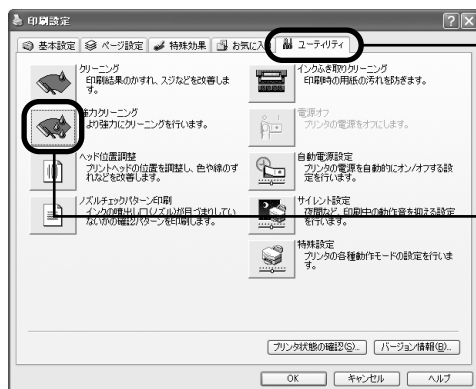 印刷設定
基本設定 ページ設定 特殊効果 お気に入 ユーティリティ
クリーニング
印刷結果のかすれ、スジなどを改善しま
す。
強力クリーニング
より強力にクリーニングを行います。
ヘッド位置調整
プリントヘッドの位置を調整し、色や線のず
れなどを改善します。
ノズルチェックパターン印刷
インクの噴出し口(ノズル)が目づまりしてい
ないかの確認パターンを印刷します。
インクふき取りクリーニング
印刷時の用紙の汚れを防ぎます。
電源オフ
プリンタの電源をオフにします。
自動電源設定
プリンタの電源を自動的にオン/オフする設
定を行います。
サイレント設定
夜間など、印刷中の動作音を抑える設定
を行います。
特殊設定
プリンタの各種動作モードの設定を行いま
す。
プリンタ状態の確認(S)... バージョン情報(B)...
OK キャンセル ヘルプ